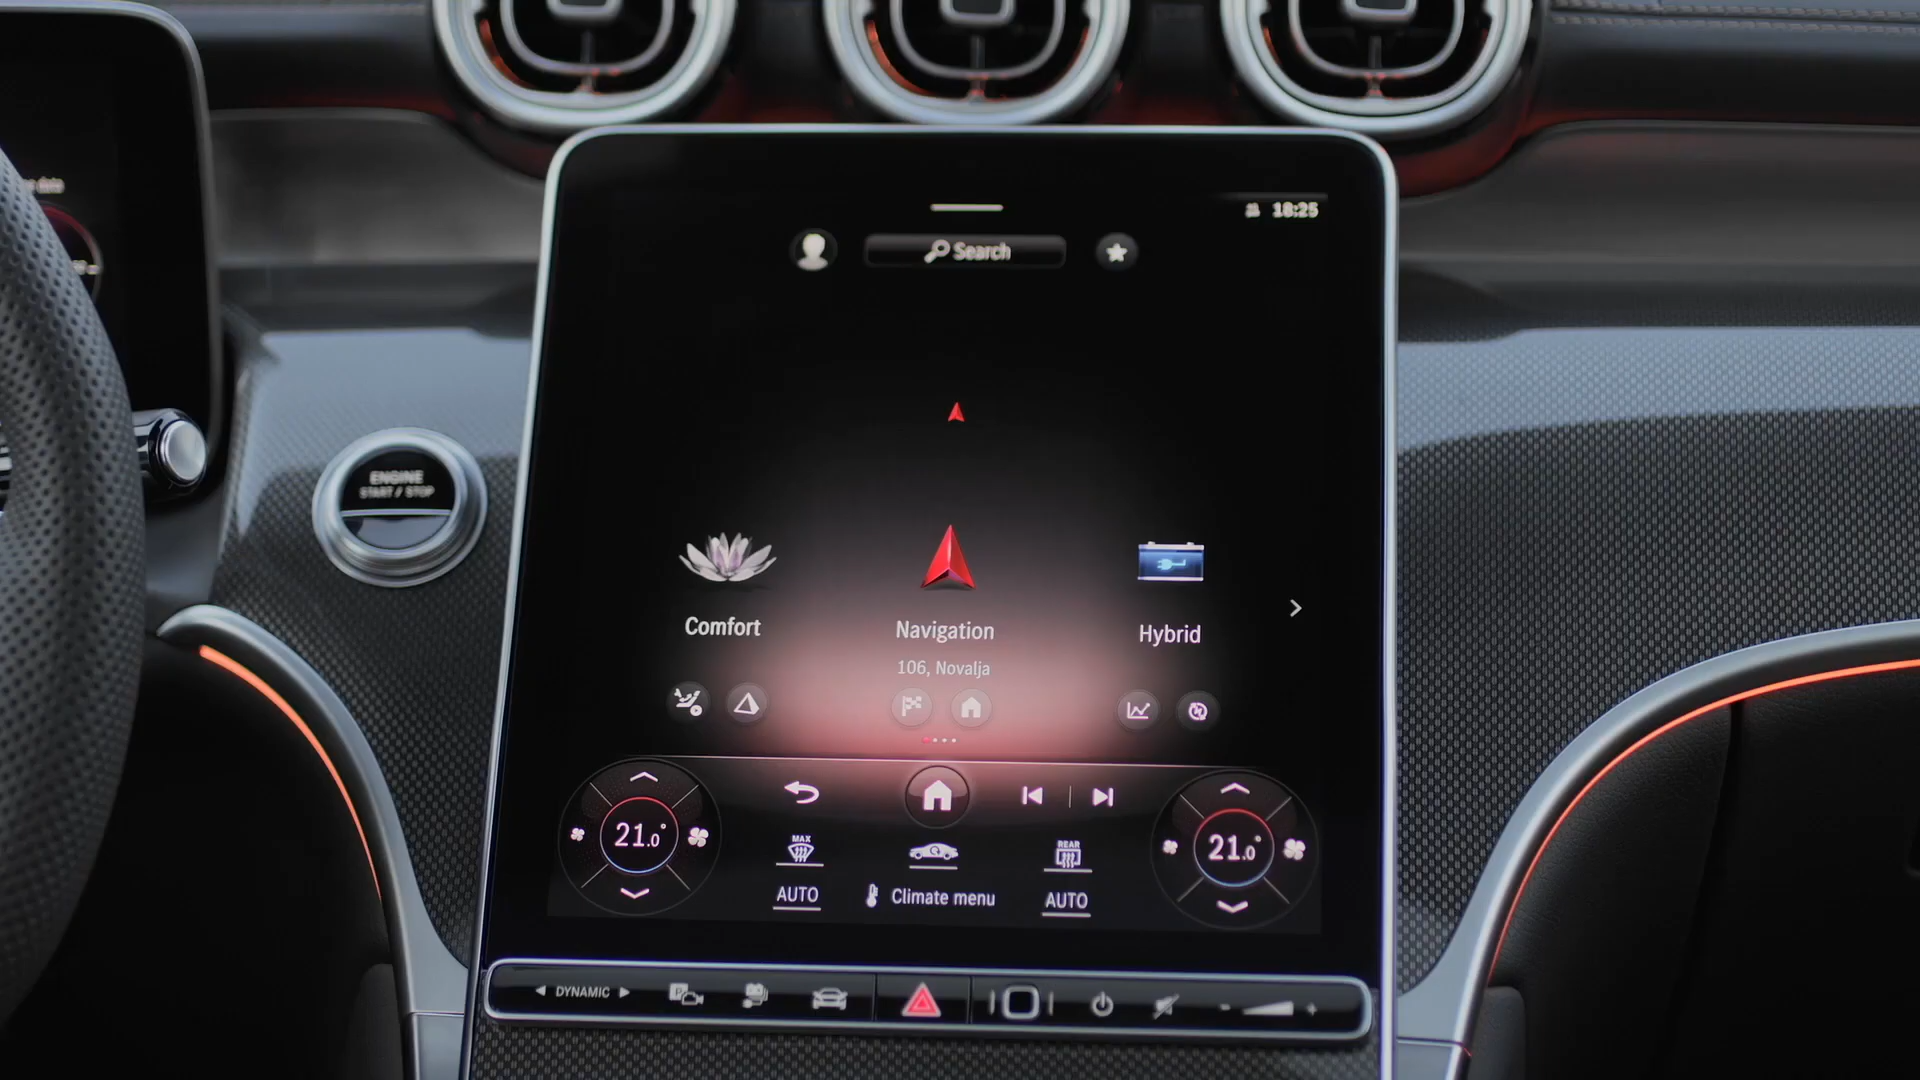 18:25
Search
ENGINE
START / STOP
Comfort
Navigation
Hybrid
106, Novalja
21.0°
MAX
REAR
21.0°
AUTO
Climate menu
AUTO
DYNAMIC
P